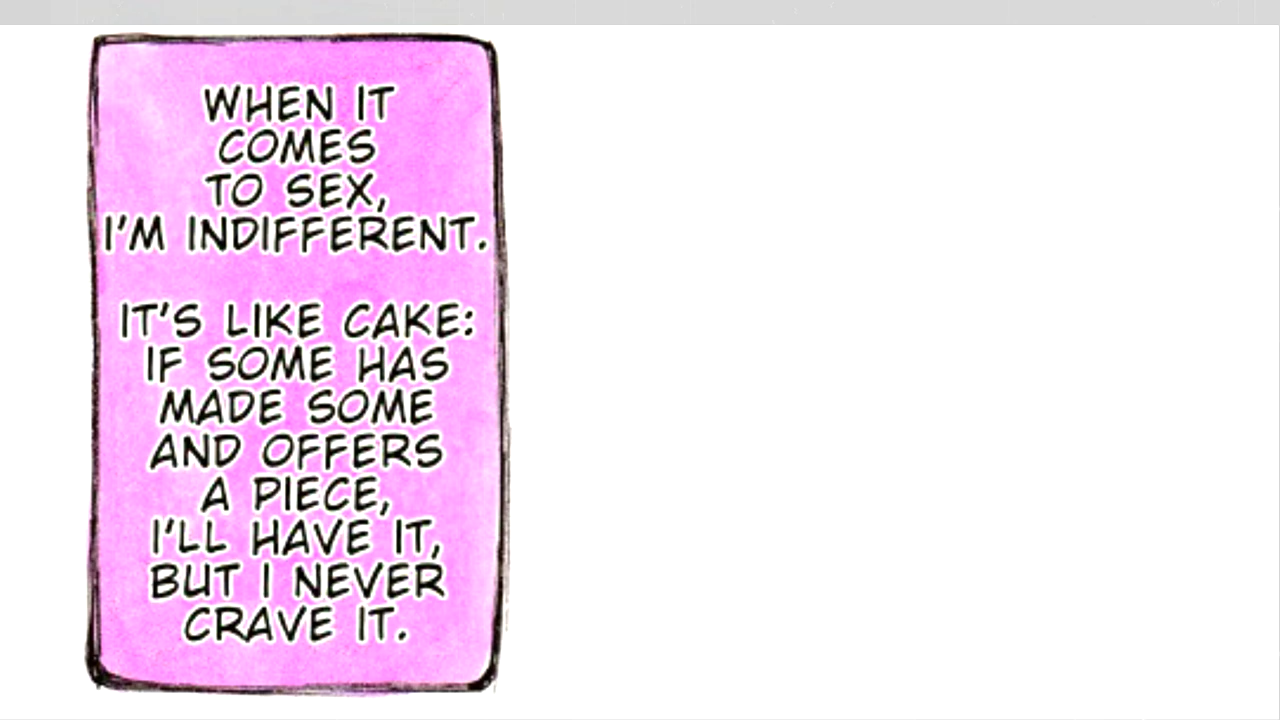 WHEN IT
COMES
TO SEX,
I'M INDIFFERENT.
IT'S LIKE CAKE:
IF SOME HAS
MADE SOME
AND OFFERS
A PIECE,
I'LL HAVE IT,
BUT I NEVER
CRAVE IT.